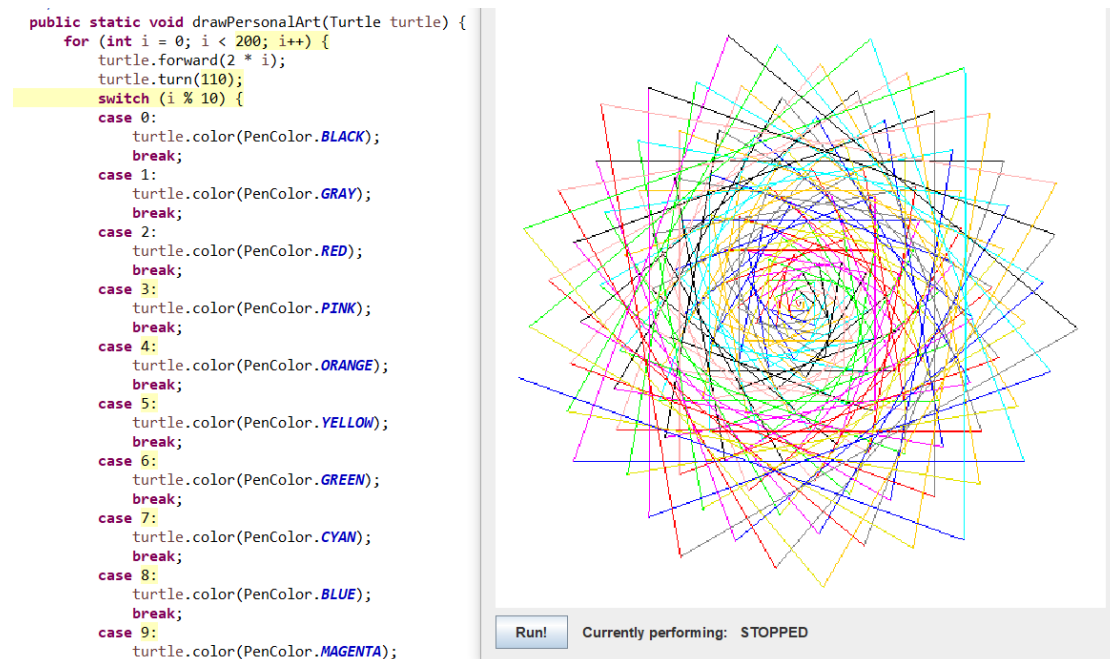 public static void drawPersonalArt(Turtle turtle) {
for (int i = 0; i < 200; i++) {
turtle.forward(2 * i);
turtle.turn(110);
switch (i % 10) {
case 0:
turtle.color(PenColor.BLACK);
break;
case 1:
turtle.color(PenColor.GRAY);
break;
case 2:
turtle.color(PenColor.RED);
break;
case 3:
turtle.color(PenColor.PINK);
break;
case 4:
turtle.color(PenColor.ORANGE);
break;
case 5:
turtle.color(PenColor.YELLOW);
break;
case 6:
turtle.color(PenColor.GREEN);
break;
case 7:
turtle.color(PenColor.CYAN);
break;
case 8:
turtle.color(PenColor.BLUE);
break;
case 9:
turtle.color(PenColor.MAGENTA);
Run! Currently performing: STOPPED